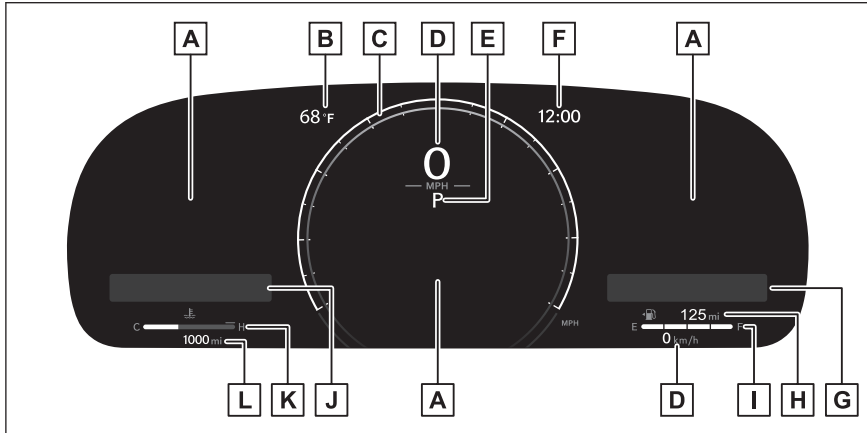 A B C D E F A
68 °F 12:00
0
MPH
P
MPH
C H
1000 mi
125 mi
E F
0 km/h
L K J A D I H G